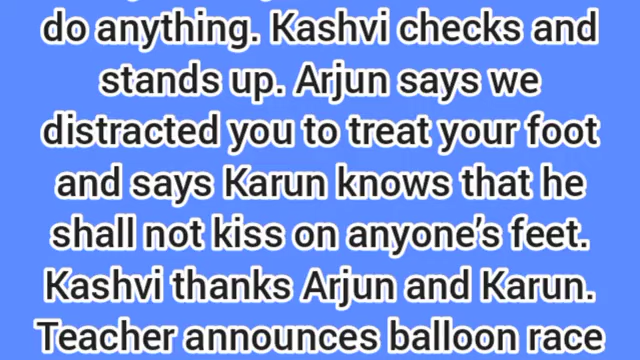 do anything. Kashvi checks and
stands up. Arjun says we
distracted you to treat your foot
and says Karun knows that he
shall not kiss on anyone's feet.
Kashvi thanks Arjun and Karun.
Teacher announces balloon race